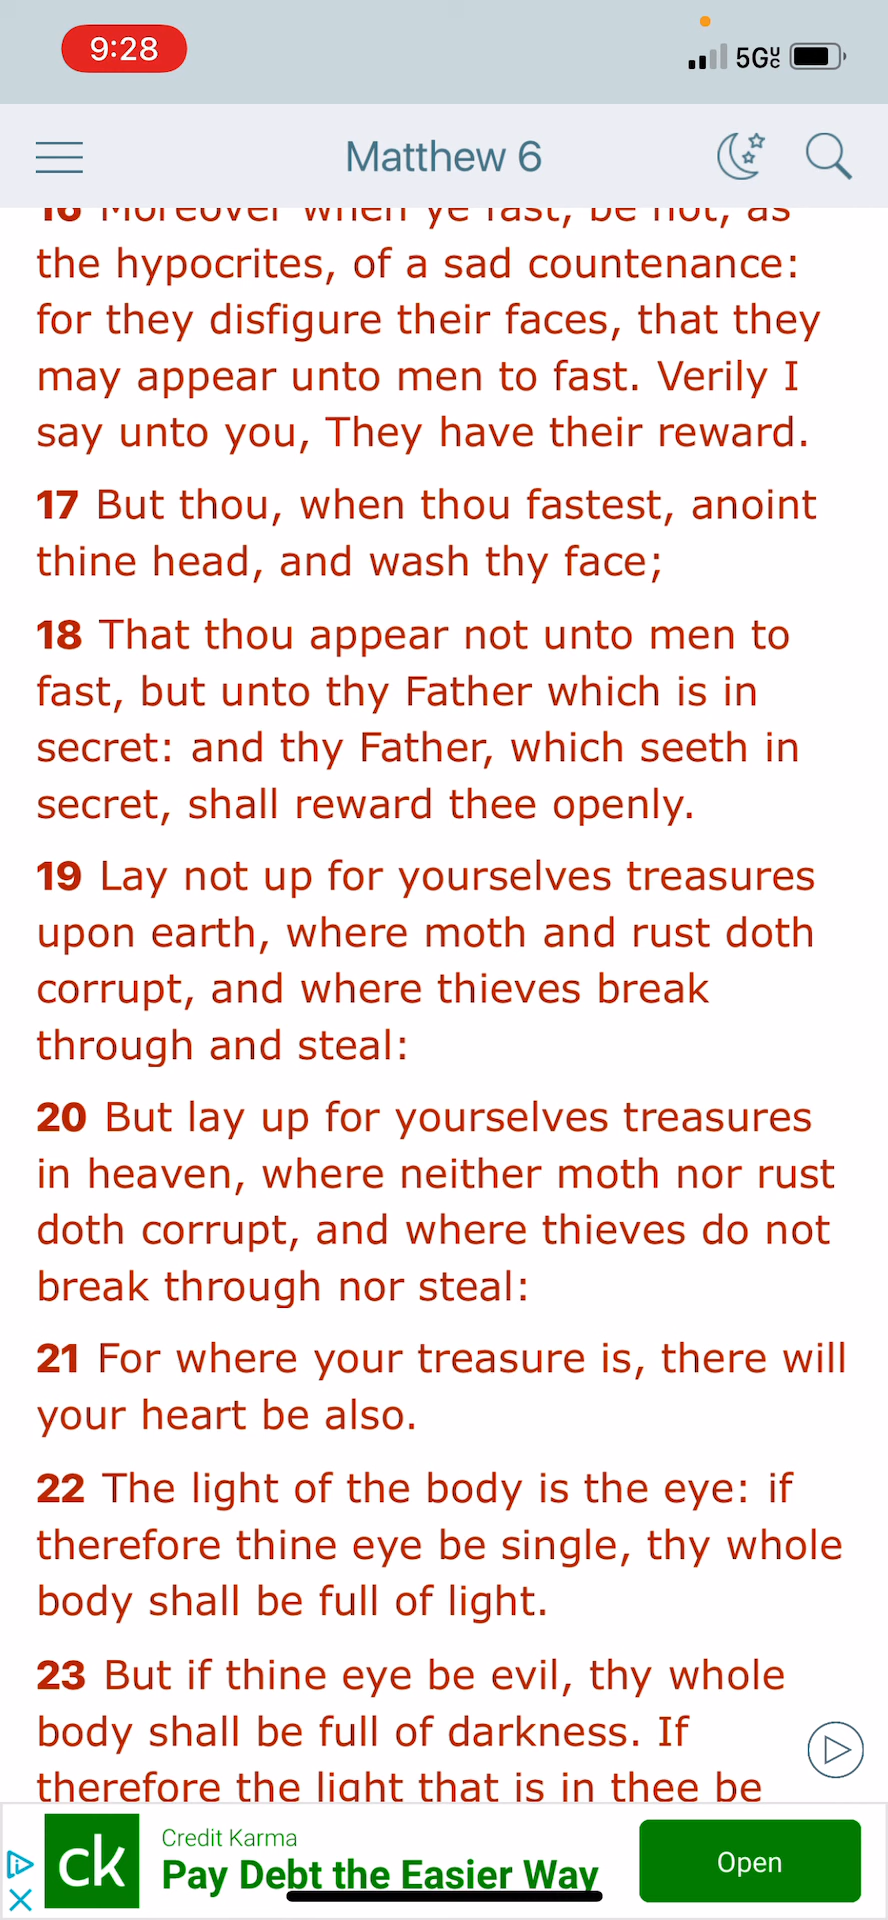 9:28
5G
Matthew 6
16 Moreover when ye fast, be not, as
the hypocrites, of a sad countenance:
for they disfigure their faces, that they
may appear unto men to fast. Verily I
say unto you, They have their reward.
17 But thou, when thou fastest, anoint
thine head, and wash thy face;
18 That thou appear not unto men to
fast, but unto thy Father which is in
secret: and thy Father, which seeth in
secret, shall reward thee openly.
19 Lay not up for yourselves treasures
upon earth, where moth and rust doth
corrupt, and where thieves break
through and steal:
20 But lay up for yourselves treasures
in heaven, where neither moth nor rust
doth corrupt, and where thieves do not
break through nor steal:
21 For where your treasure is, there will
your heart be also.
22 The light of the body is the eye: if
therefore thine eye be single, thy whole
body shall be full of light.
23 But if thine eye be evil, thy whole
body shall be full of darkness. If
therefore the light that is in thee be
ck
Credit Karma
Pay Debt the Easier Way
Open